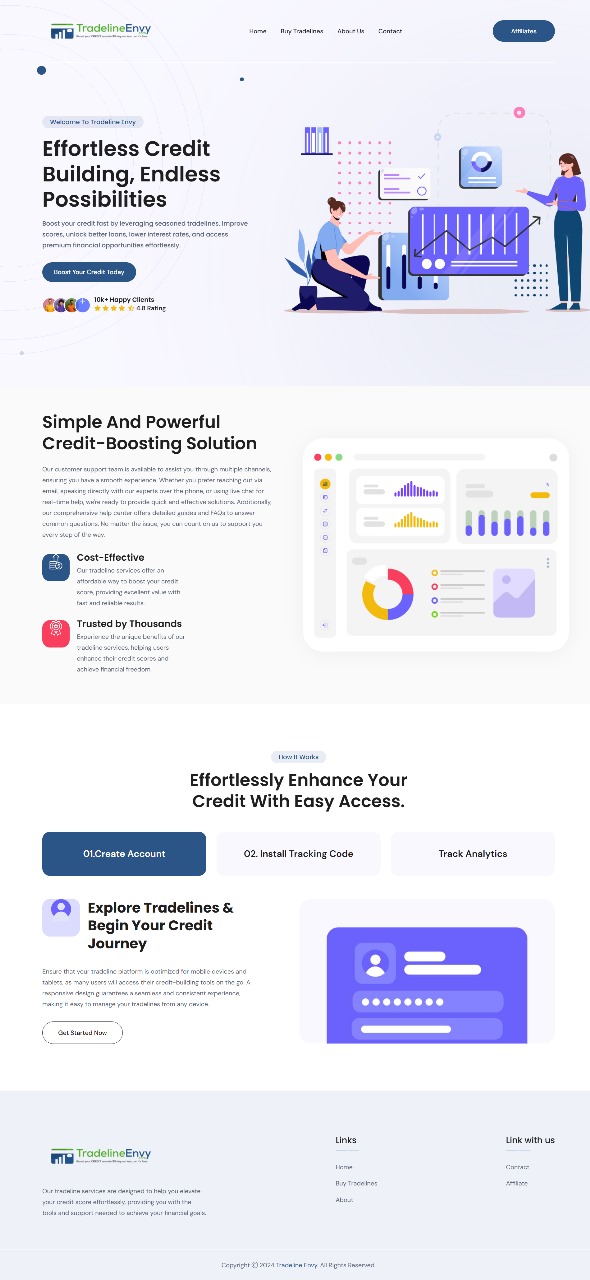 TradelineEnvy
Home
Buy Tradelines
About Us
Contact
Affiliates
Welcome To Tradeline Envy
Effortless Credit
Building, Endless
Possibilities
Boost your credit fast by leveraging seasoned tradelines. Improve
scores, unlock better loans, lower interest rates, and access
premium financial opportunities effortlessly.
Boost Your Credit Today
10k+ Happy Clients
4.8 Rating
Simple And Powerful
Credit-Boosting Solution
Our customer support team is available to assist you through multiple channels,
ensuring you have a smooth experience. Whether you prefer reaching out via
email, speaking directly with our experts over the phone, or using live chat for
real-time help, we're ready to provide quick and effective solutions. Additionally,
our comprehensive help center offers detailed guides and FAQs to answer
common questions. No matter the issue, you can count on us to support you
every step of the way.
Cost-Effective
Our tradeline services offer an
affordable way to boost your credit
score, providing excellent value with
fast and reliable results.
Trusted by Thousands
Experience the unique benefits of our
tradeline services, helping users
enhance their credit scores and
achieve financial freedom.
How It Works
Effortlessly Enhance Your
Credit With Easy Access.
01.Create Account
02. Install Tracking Code
Track Analytics
Explore Tradelines &
Begin Your Credit
Journey
Ensure that your tradeline platform is optimized for mobile devices and
tablets, as many users will access their credit-building tools on the go. A
responsive design guarantees a seamless and consistent experience,
making it easy to manage your tradelines from any device.
Get Started Now
TradelineEnvy
Our tradeline services are designed to help you elevate
your credit score effortlessly, providing you with the
tools and support needed to achieve your financial goals.
Links
Home
Buy Tradelines
About
Link with us
Contact
Affiliate
Copyright © 2024 Tradeline Envy. All Rights Reserved